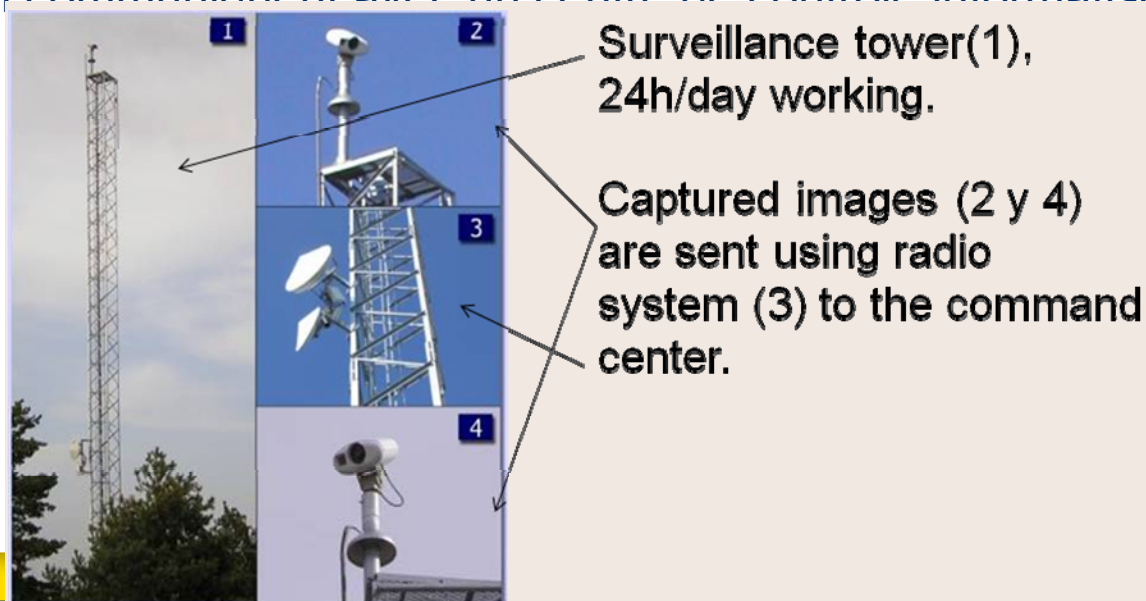 1
2
3
4
Surveillance tower(1),
24h/day working.
Captured images (2 y 4)
are sent using radio
system (3) to the command
center.